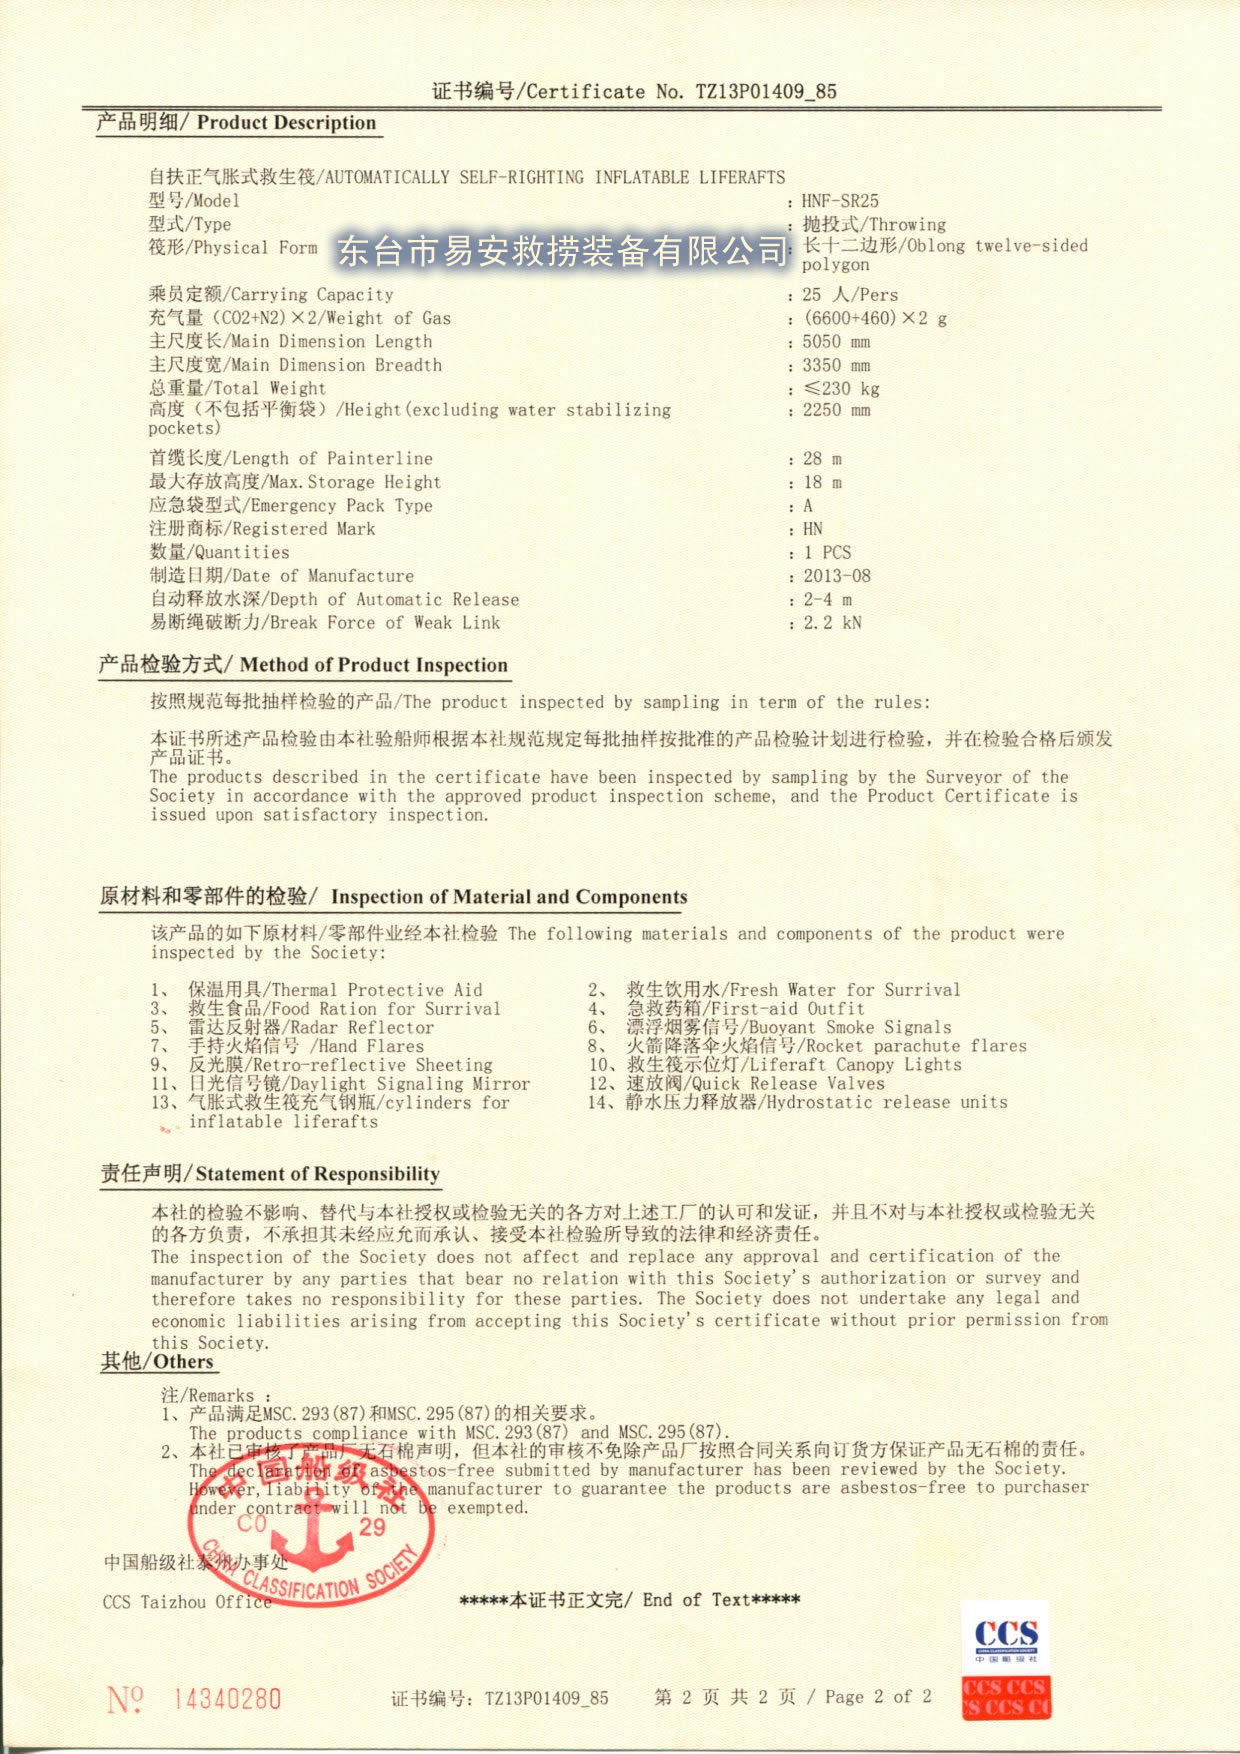 证书编号/Certificate No. TZ13P01409_85
产品明细/ Product Description
自扶正气胀式救生筏/AUTOMATICALLY SELF-RIGHTING INFLATABLE LIFERAFTS
型号/Model : HNF-SR25
型式/Type : 抛投式/Throwing
筏形/Physical Form : 长十二边形/Oblong twelve-sided
polygon
东台市易安救捞装备有限公司
乘员定额/Carrying Capacity : 25 人/Pers
充气量（CO2+N2)×2/Weight of Gas : (6600+460)×2 g
主尺度长/Main Dimension Length : 5050 mm
主尺度宽/Main Dimension Breadth : 3350 mm
总重量/Total Weight : ≤230 kg
高度（不包括平衡袋）/Height(excluding water stabilizing : 2250 mm
pockets)
首缆长度/Length of Painterline : 28 m
最大存放高度/Max.Storage Height : 18 m
应急袋型式/Emergency Pack Type : A
注册商标/Registered Mark : HN
数量/Quantities : 1 PCS
制造日期/Date of Manufacture : 2013-08
自动释放水深/Depth of Automatic Release : 2-4 m
易断绳破断力/Break Force of Weak Link : 2.2 kN
产品检验方式/ Method of Product Inspection
按照规范每批抽样检验的产品/The product inspected by sampling in term of the rules:
本证书所述产品检验由本社验船师根据本社规范规定每批抽样按批准的产品检验计划进行检验，并在检验合格后颁发
产品证书。
The products described in the certificate have been inspected by sampling by the Surveyor of the
Society in accordance with the approved product inspection scheme, and the Product Certificate is
issued upon satisfactory inspection.
原材料和零部件的检验/ Inspection of Material and Components
该产品的如下原材料/零部件业经本社检验 The following materials and components of the product were
inspected by the Society:
1、 保温用具/Thermal Protective Aid 2、 救生饮用水/Fresh Water for Surrival
3、 救生食品/Food Ration for Surrival 4、 急救药箱/First-aid Outfit
5、 雷达反射器/Radar Reflector 6、 漂浮烟雾信号/Buoyant Smoke Signals
7、 手持火焰信号 /Hand Flares 8、 火箭降落伞火焰信号/Rocket parachute flares
9、 反光膜/Retro-reflective Sheeting 10、救生筏示位灯/Liferaft Canopy Lights
11、日光信号镜/Daylight Signaling Mirror 12、速放阀/Quick Release Valves
13、气胀式救生筏充气钢瓶/cylinders for 14、静水压力释放器/Hydrostatic release units
inflatable liferafts
责任声明/Statement of Responsibility
本社的检验不影响、替代与本社授权或检验无关的各方对上述工厂的认可和发证，并且不对与本社授权或检验无关
的各方负责，不承担其未经应允而承认、接受本社检验所导致的法律和经济责任。
The inspection of the Society does not affect and replace any approval and certification of the
manufacturer by any parties that bear no relation with this Society's authorization or survey and
therefore takes no responsibility for these parties. The Society does not undertake any legal and
economic liabilities arising from accepting this Society's certificate without prior permission from
this Society.
其他/Others
注/Remarks :
1、产品满足MSC.293(87)和MSC.295(87)的相关要求。
The products compliance with MSC.293(87) and MSC.295(87).
2、本社已审核了产品厂无石棉声明，但本社的审核不免除产品厂按照合同关系向订货方保证产品无石棉的责任。
The declaration of asbestos-free submitted by manufacturer has been reviewed by the Society.
However,liability of the manufacturer to guarantee the products are asbestos-free to purchaser
under contract will not be exempted.
中国船级社
CO 29
CHINA CLASSIFICATION SOCIETY
中国船级社泰州办事处
CCS Taizhou Office
*****本证书正文完/ End of Text*****
CCS
CHINA CLASSIFICATION SOCIETY
中国船级社
CCS CCS
CS CCS CC
Nº 14340280
证书编号: TZ13P01409_85 第 2 页 共 2 页 / Page 2 of 2